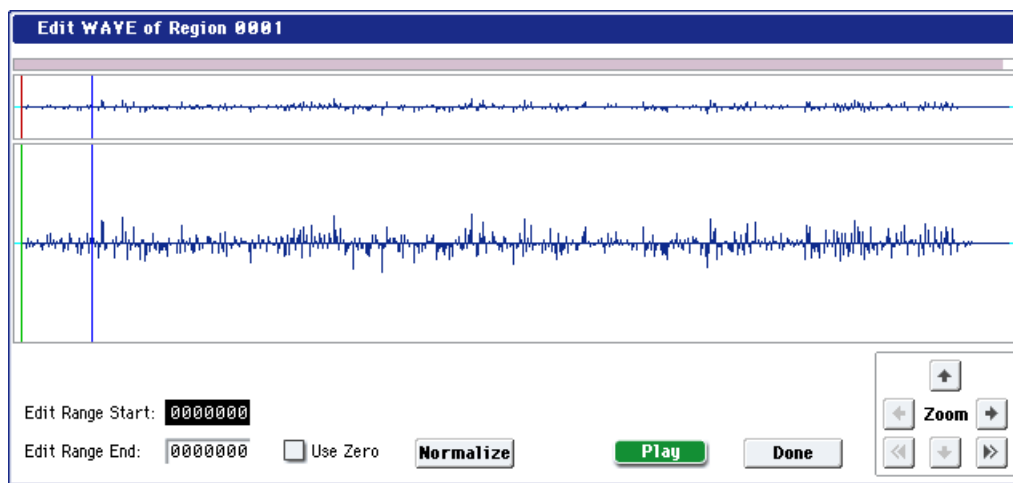 Edit WAVE of Region 0001
Edit Range Start: 0000000 Zoom
Edit Range End: 0000000 Use Zero Normalize Play Done